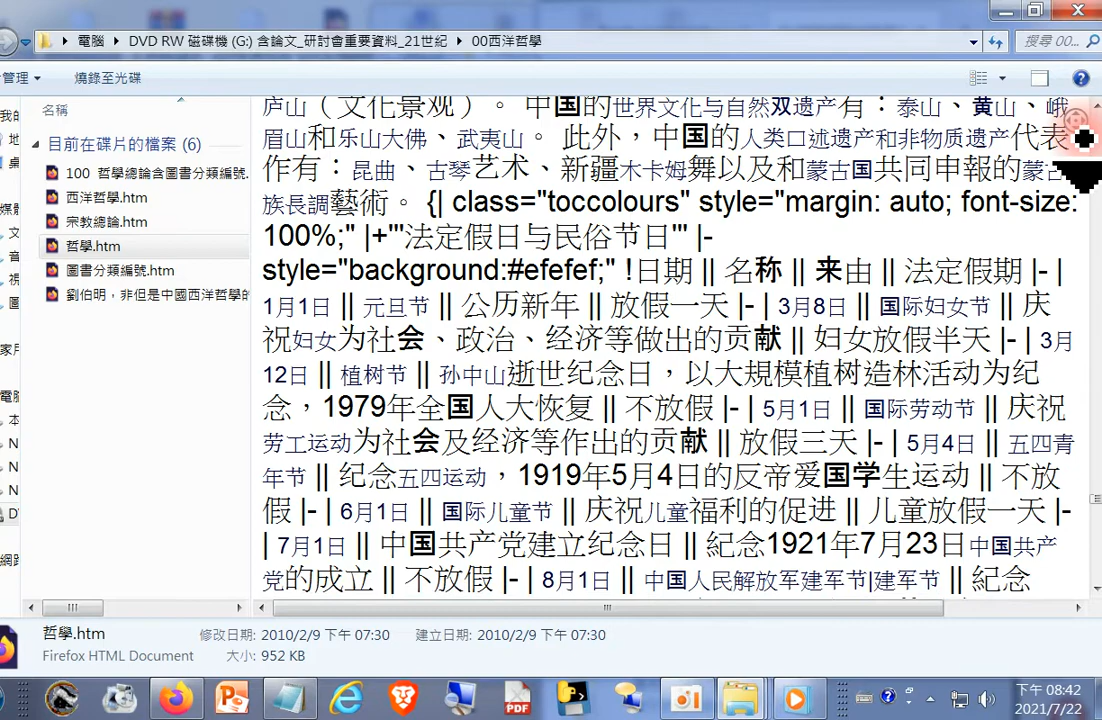 電腦 ▸ DVD RW 磁碟機 (G:) 含論文_研討會重要資料_21世紀 ▸ 00西洋哲學
搜尋 00...
管理 ▾ 燒錄至光碟
名稱
目前在碟片的檔案 (6)
100 哲學總論含圖書分類編號.
西洋哲學.htm
宗教總論.htm
哲學.htm
圖書分類編號.htm
劉伯明，非但是中國西洋哲學的
庐山（文化景观）。 中国的世界文化与自然双遗产有：泰山、黄山、峨
眉山和乐山大佛、武夷山。 此外，中国的人类口述遗产和非物质遗产代表
作有：昆曲、古琴艺术、新疆木卡姆舞以及和蒙古国共同申報的蒙古
族長調藝術。 {| class="toccolours" style="margin: auto; font-size:
100%;" |+'''法定假日与民俗节日''' |-
style="background:#efefef;" !日期 || 名称 || 来由 || 法定假期 |- |
1月1日 || 元旦节 || 公历新年 || 放假一天 |- | 3月8日 || 国际妇女节 || 庆
祝妇女为社会、政治、经济等做出的贡献 || 妇女放假半天 |- | 3月
12日 || 植树节 || 孙中山逝世纪念日，以大規模植树造林活动为纪
念，1979年全国人大恢复 || 不放假 |- | 5月1日 || 国际劳动节 || 庆祝
劳工运动为社会及经济等作出的贡献 || 放假三天 |- | 5月4日 || 五四青
年节 || 纪念五四运动，1919年5月4日的反帝爱国学生运动 || 不放
假 |- | 6月1日 || 国际儿童节 || 庆祝儿童福利的促进 || 儿童放假一天 |-
| 7月1日 || 中国共产党建立纪念日 || 紀念1921年7月23日中国共产
党的成立 || 不放假 |- | 8月1日 || 中国人民解放军建军节|建军节 || 紀念
哲學.htm 修改日期: 2010/2/9 下午 07:30 建立日期: 2010/2/9 下午 07:30
Firefox HTML Document 大小: 952 KB
下午 08:42
2021/7/22